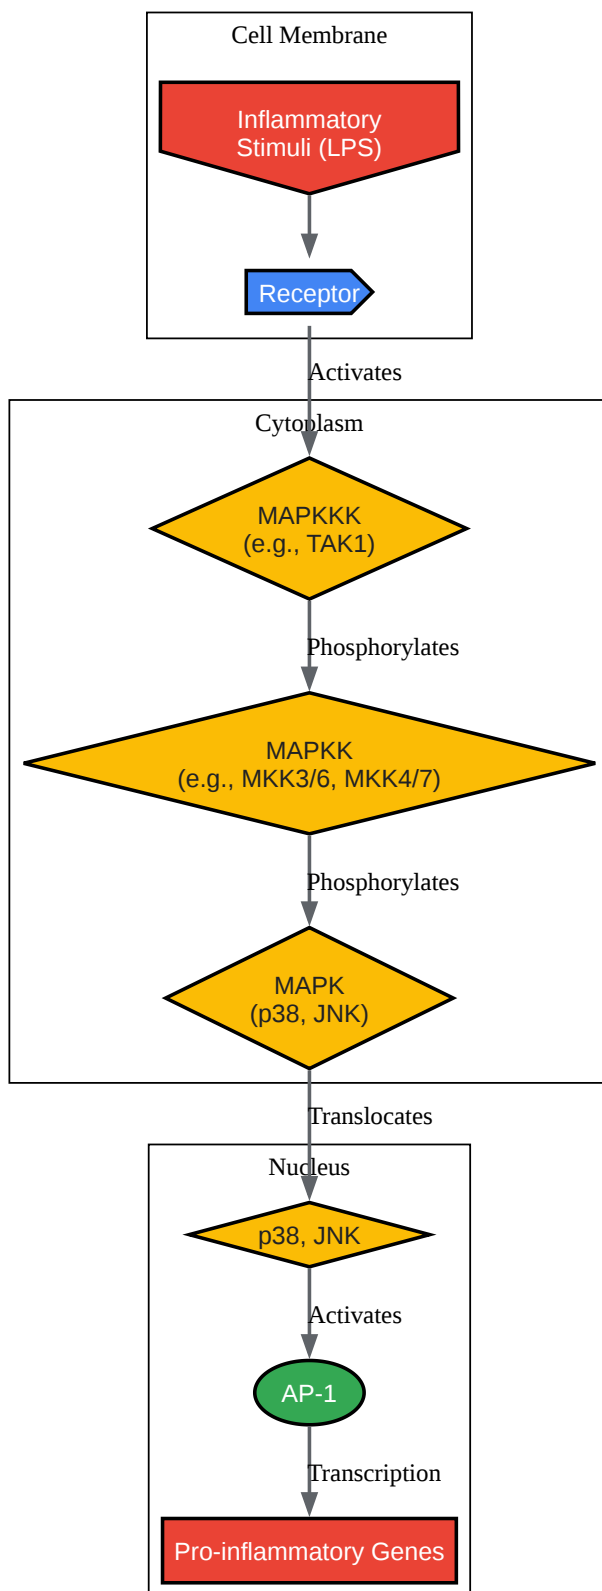 Cell Membrane
Inflammatory
Stimuli (LPS)
Receptor
Activates
Cytoplasm
MAPKKK
(e.g., TAK1)
Phosphorylates
MAPKK
(e.g., MKK3/6, MKK4/7)
Phosphorylates
MAPK
(p38, JNK)
Translocates
Nucleus
p38, JNK
Activates
AP-1
Transcription
Pro-inflammatory Genes